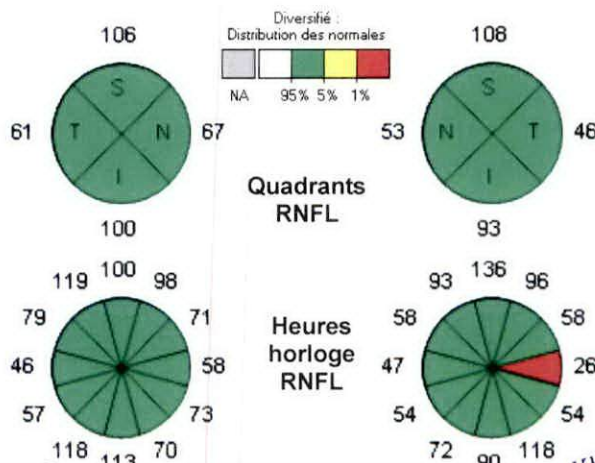 Diversifié :
Distribution des normales
NA 95% 5% 1%
106
S
61 T N 67
I
100
108
S
53 N T 46
I
93
Quadrants
RNFL
100
119 98
79 71
46 58
57 73
118 70
113
Heures
horloge
RNFL
136
93 96
58 58
47 26
54 54
72 118
90